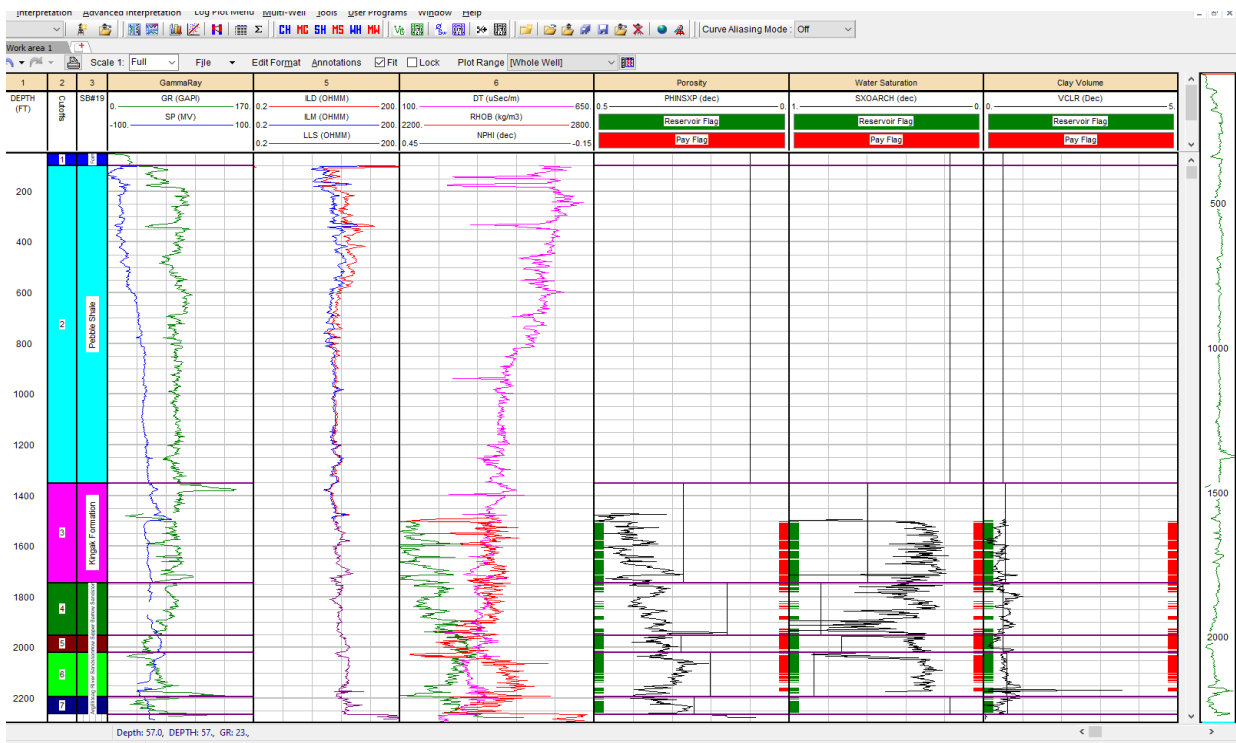 Interpretation Advanced Interpretation Log Plot Menu Multi-Well Tools User Programs Window Help
Σ CH MC SH MS WH MW Curve Aliasing Mode : Off
Work area 1 +
Scale 1: Full File Edit Format Annotations Fit Lock Plot Range [Whole Well]
1 2 3 GammaRay 5 6 Porosity Water Saturation Clay Volume
DEPTH (FT) Cutoffs SB#19
GR (GAPI)
0. 170.
SP (MV)
-100. 100.
ILD (OHMM)
0.2 200.
ILM (OHMM)
0.2 200.
LLS (OHMM)
0.2 200.
DT (uSec/m)
100. 650.
RHOB (kg/m3)
2200. 2800.
NPHI (dec)
0.45 -0.15
PHINSXP (dec)
0.5 0.
Reservoir Flag
Pay Flag
SXOARCH (dec)
1. 0.
Reservoir Flag
Pay Flag
VCLR (Dec)
0. 5.
Reservoir Flag
Pay Flag
200
400
600
800
1000
1200
1400
1600
1800
2000
2200
1
2
3
4
5
6
7
Pebble Shale
Kingak Formation
500
1000
1500
2000
Depth: 57.0, DEPTH: 57., GR: 23.,